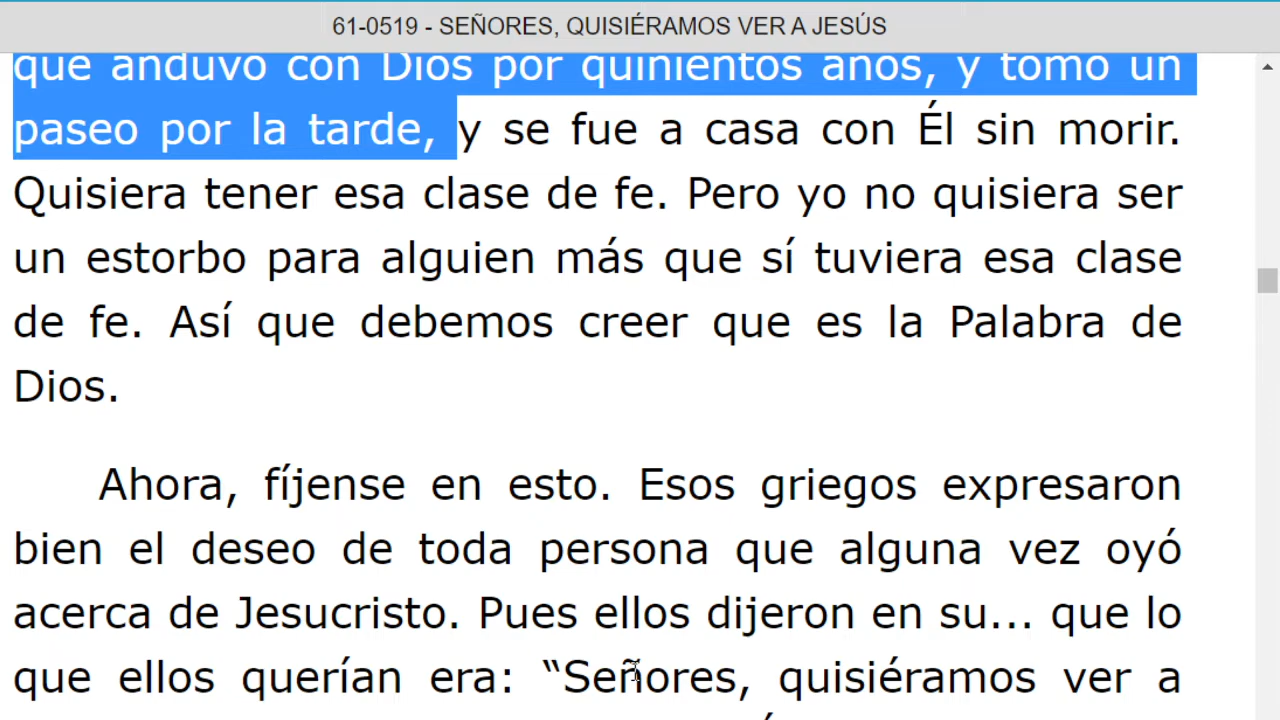 61-0519 - SEÑORES, QUISIÉRAMOS VER A JESÚS
que anduvo con Dios por quinientos años, y tomó un
paseo por la tarde, y se fue a casa con Él sin morir.
Quisiera tener esa clase de fe. Pero yo no quisiera ser
un estorbo para alguien más que sí tuviera esa clase
de fe. Así que debemos creer que es la Palabra de
Dios.
Ahora, fíjense en esto. Esos griegos expresaron
bien el deseo de toda persona que alguna vez oyó
acerca de Jesucristo. Pues ellos dijeron en su... que lo
que ellos querían era: “Señores, quisiéramos ver a